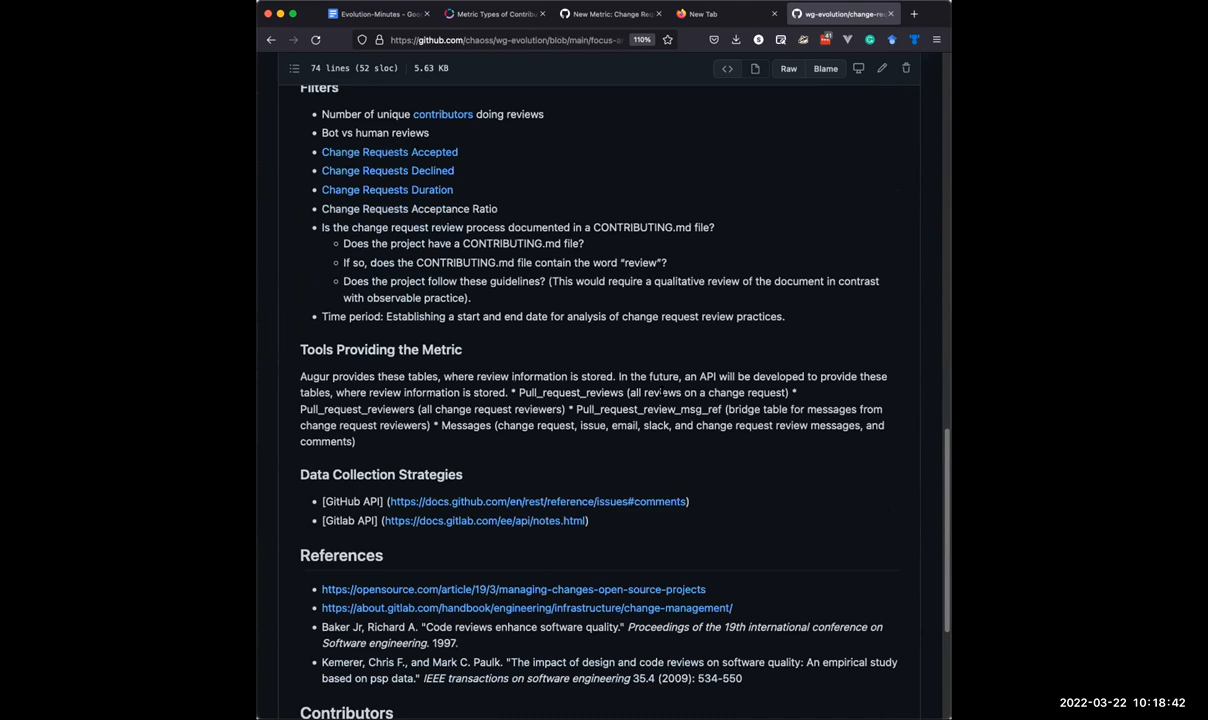 Evolution-Minutes - Goo
Metric Types of Contribu
New Metric: Change Req
New Tab
wg-evolution/change-req
https://github.com/chaoss/wg-evolution/blob/main/focus-a
110%
41
74 lines (52 sloc) 5.63 KB
Raw
Blame
Filters
Number of unique contributors doing reviews
Bot vs human reviews
Change Requests Accepted
Change Requests Declined
Change Requests Duration
Change Requests Acceptance Ratio
Is the change request review process documented in a CONTRIBUTING.md file?
Does the project have a CONTRIBUTING.md file?
If so, does the CONTRIBUTING.md file contain the word “review”?
Does the project follow these guidelines? (This would require a qualitative review of the document in contrast
with observable practice).
Time period: Establishing a start and end date for analysis of change request review practices.
Tools Providing the Metric
Augur provides these tables, where review information is stored. In the future, an API will be developed to provide these
tables, where review information is stored. * Pull_request_reviews (all reviews on a change request) *
Pull_request_reviewers (all change request reviewers) * Pull_request_review_msg_ref (bridge table for messages from
change request reviewers) * Messages (change request, issue, email, slack, and change request review messages, and
comments)
Data Collection Strategies
[GitHub API] (https://docs.github.com/en/rest/reference/issues#comments)
[Gitlab API] (https://docs.gitlab.com/ee/api/notes.html)
References
https://opensource.com/article/19/3/managing-changes-open-source-projects
https://about.gitlab.com/handbook/engineering/infrastructure/change-management/
Baker Jr, Richard A. "Code reviews enhance software quality." Proceedings of the 19th international conference on
Software engineering. 1997.
Kemerer, Chris F., and Mark C. Paulk. "The impact of design and code reviews on software quality: An empirical study
based on psp data." IEEE transactions on software engineering 35.4 (2009): 534-550
Contributors
2022-03-22 10:18:42